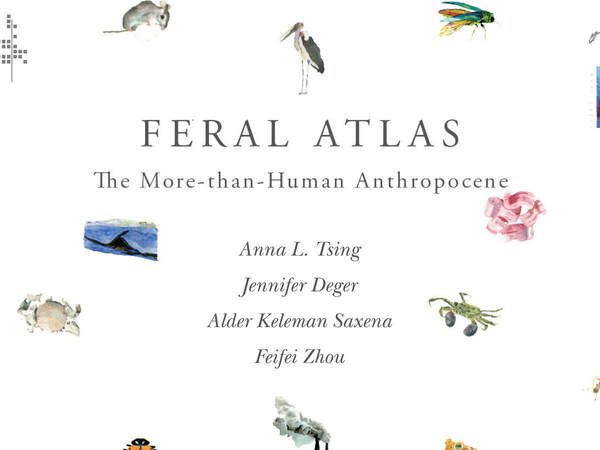 FERAL ATLAS
The More-than-Human Anthropocene
Anna L. Tsing
Jennifer Deger
Alder Keleman Saxena
Feifei Zhou